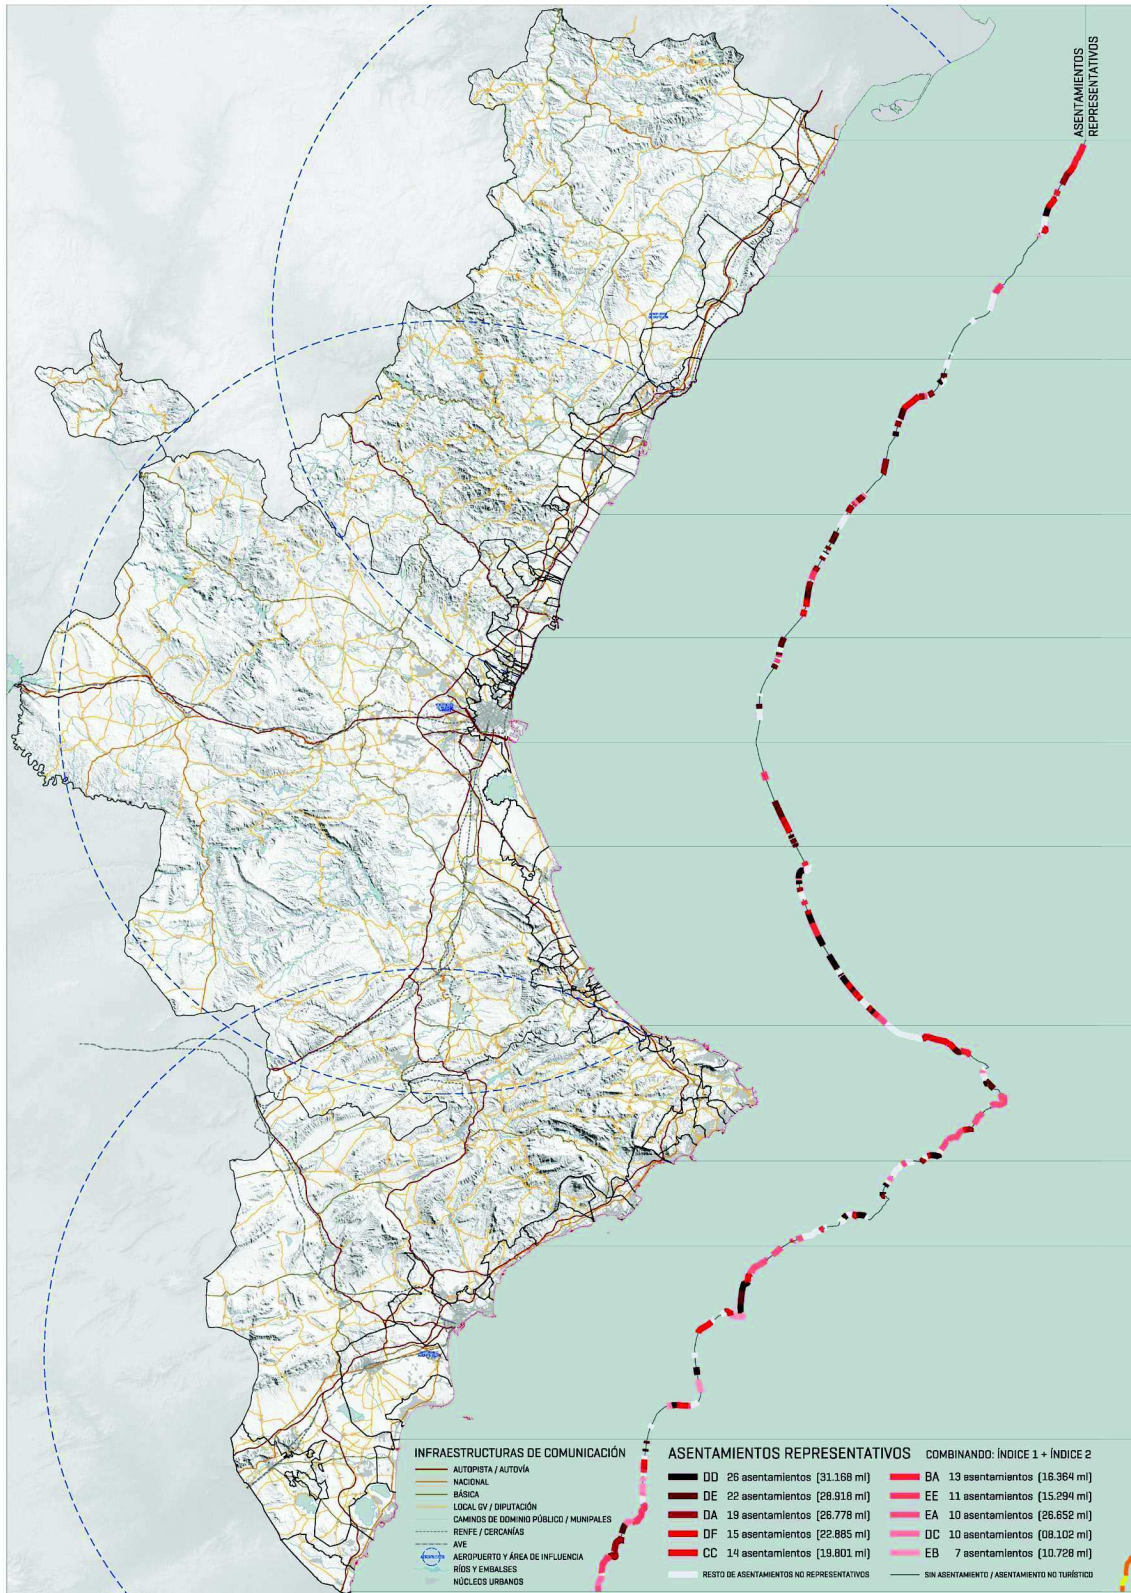 ASENTAMIENTOS
REPRESENTATIVOS
INFRAESTRUCTURAS DE COMUNICACIÓN
AUTOPISTA / AUTOVÍA
NACIONAL
BÁSICA
LOCAL GV / DIPUTACIÓN
CAMINOS DE DOMINIO PÚBLICO / MUNIPALES
RENFE / CERCANÍAS
AVE
AEROPUERTO Y ÁREA DE INFLUENCIA
RÍOS Y EMBALSES
NÚCLEOS URBANOS
ASENTAMIENTOS REPRESENTATIVOS COMBINANDO: ÍNDICE 1 + ÍNDICE 2
DD 26 asentamientos (31.168 ml)
DE 22 asentamientos (28.918 ml)
DA 19 asentamientos (26.778 ml)
DF 15 asentamientos (22.885 ml)
CC 14 asentamientos (19.801 ml)
BA 13 asentamientos (16.364 ml)
EE 11 asentamientos (15.294 ml)
EA 10 asentamientos (26.652 ml)
DC 10 asentamientos (08.102 ml)
EB 7 asentamientos (10.728 ml)
RESTO DE ASENTAMIENTOS NO REPRESENTATIVOS
SIN ASENTAMIENTO / ASENTAMIENTO NO TURÍSTICO